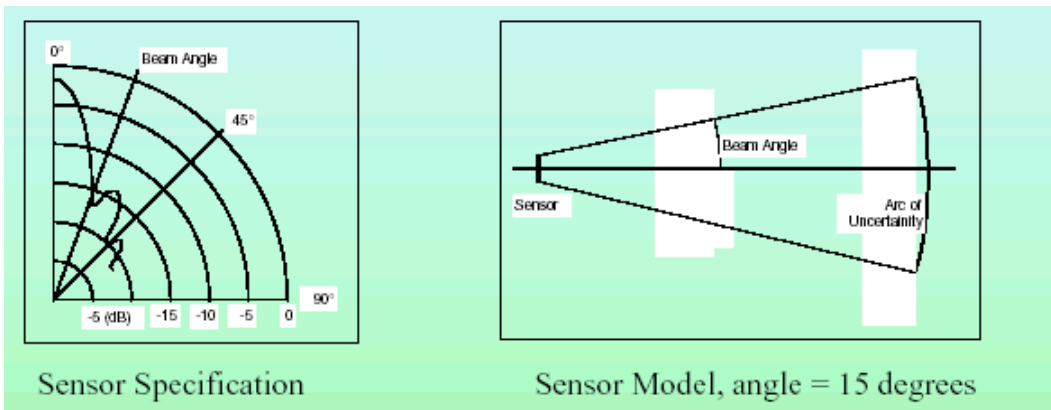 0°
Beam Angle
45°
90°
-5 (dB)
-15
-10
-5
0
Sensor Specification
Beam Angle
Sensor
Arc of
Uncertainity
Sensor Model, angle = 15 degrees